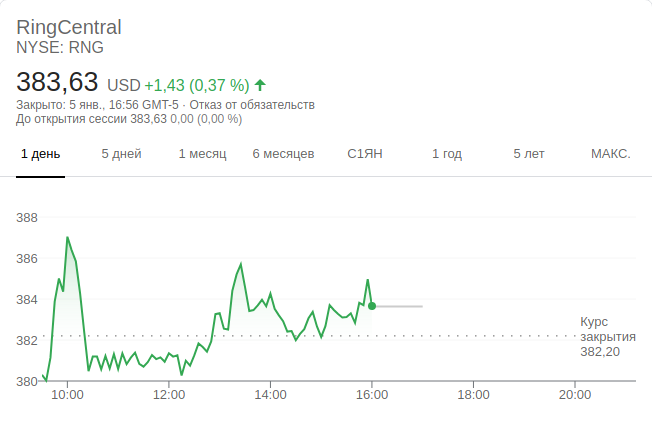 RingCentral
NYSE: RNG
383,63 USD +1,43 (0,37 %)
Закрыто: 5 янв., 16:56 GMT-5 · Отказ от обязательств
До открытия сессии 383,63 0,00 (0,00 %)
1 день 5 дней 1 месяц 6 месяцев С1ЯН 1 год 5 лет МАКС.
388
386
384
382
380
Курс
закрытия
382,20
10:00 12:00 14:00 16:00 18:00 20:00